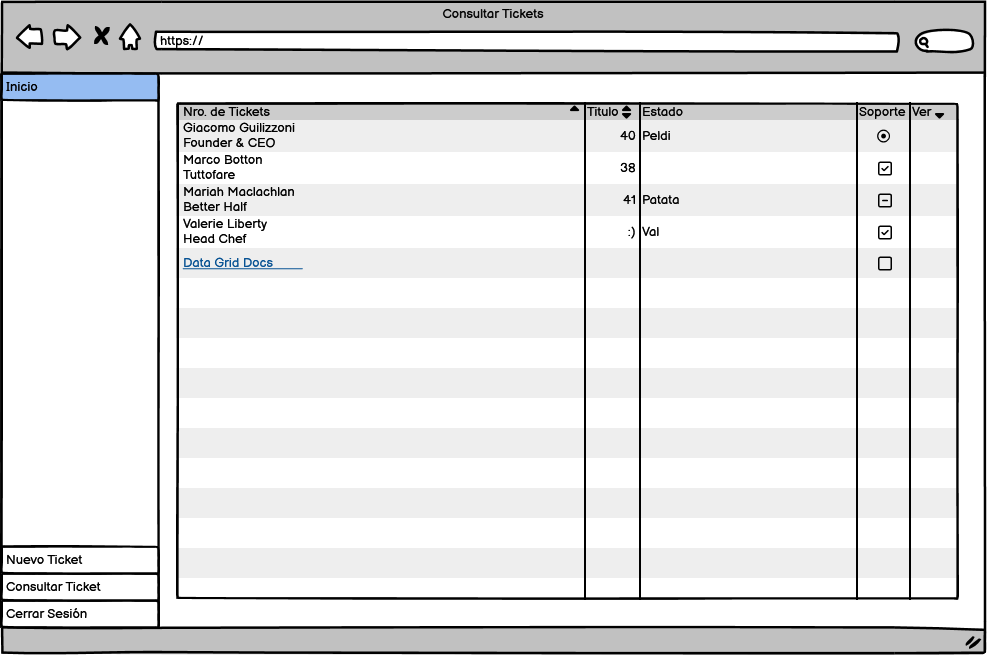 Consultar Tickets
https://
Inicio
Nro. de Tickets Titulo Estado Soporte Ver
Giacomo Guilizzoni
Founder & CEO
40 Peldi
Marco Botton
Tuttofare
38
Mariah Maclachlan
Better Half
41 Patata
Valerie Liberty
Head Chef
:) Val
Data Grid Docs
Nuevo Ticket
Consultar Ticket
Cerrar Sesión